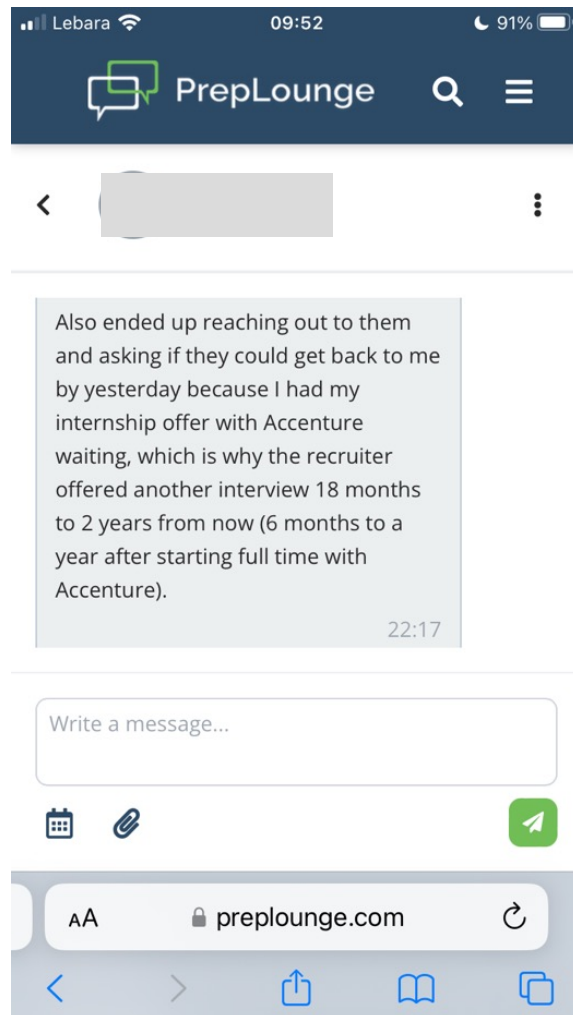 Lebara 09:52 91%
PrepLounge
Also ended up reaching out to them
and asking if they could get back to me
by yesterday because I had my
internship offer with Accenture
waiting, which is why the recruiter
offered another interview 18 months
to 2 years from now (6 months to a
year after starting full time with
Accenture).
22:17
Write a message...
AA preplounge.com